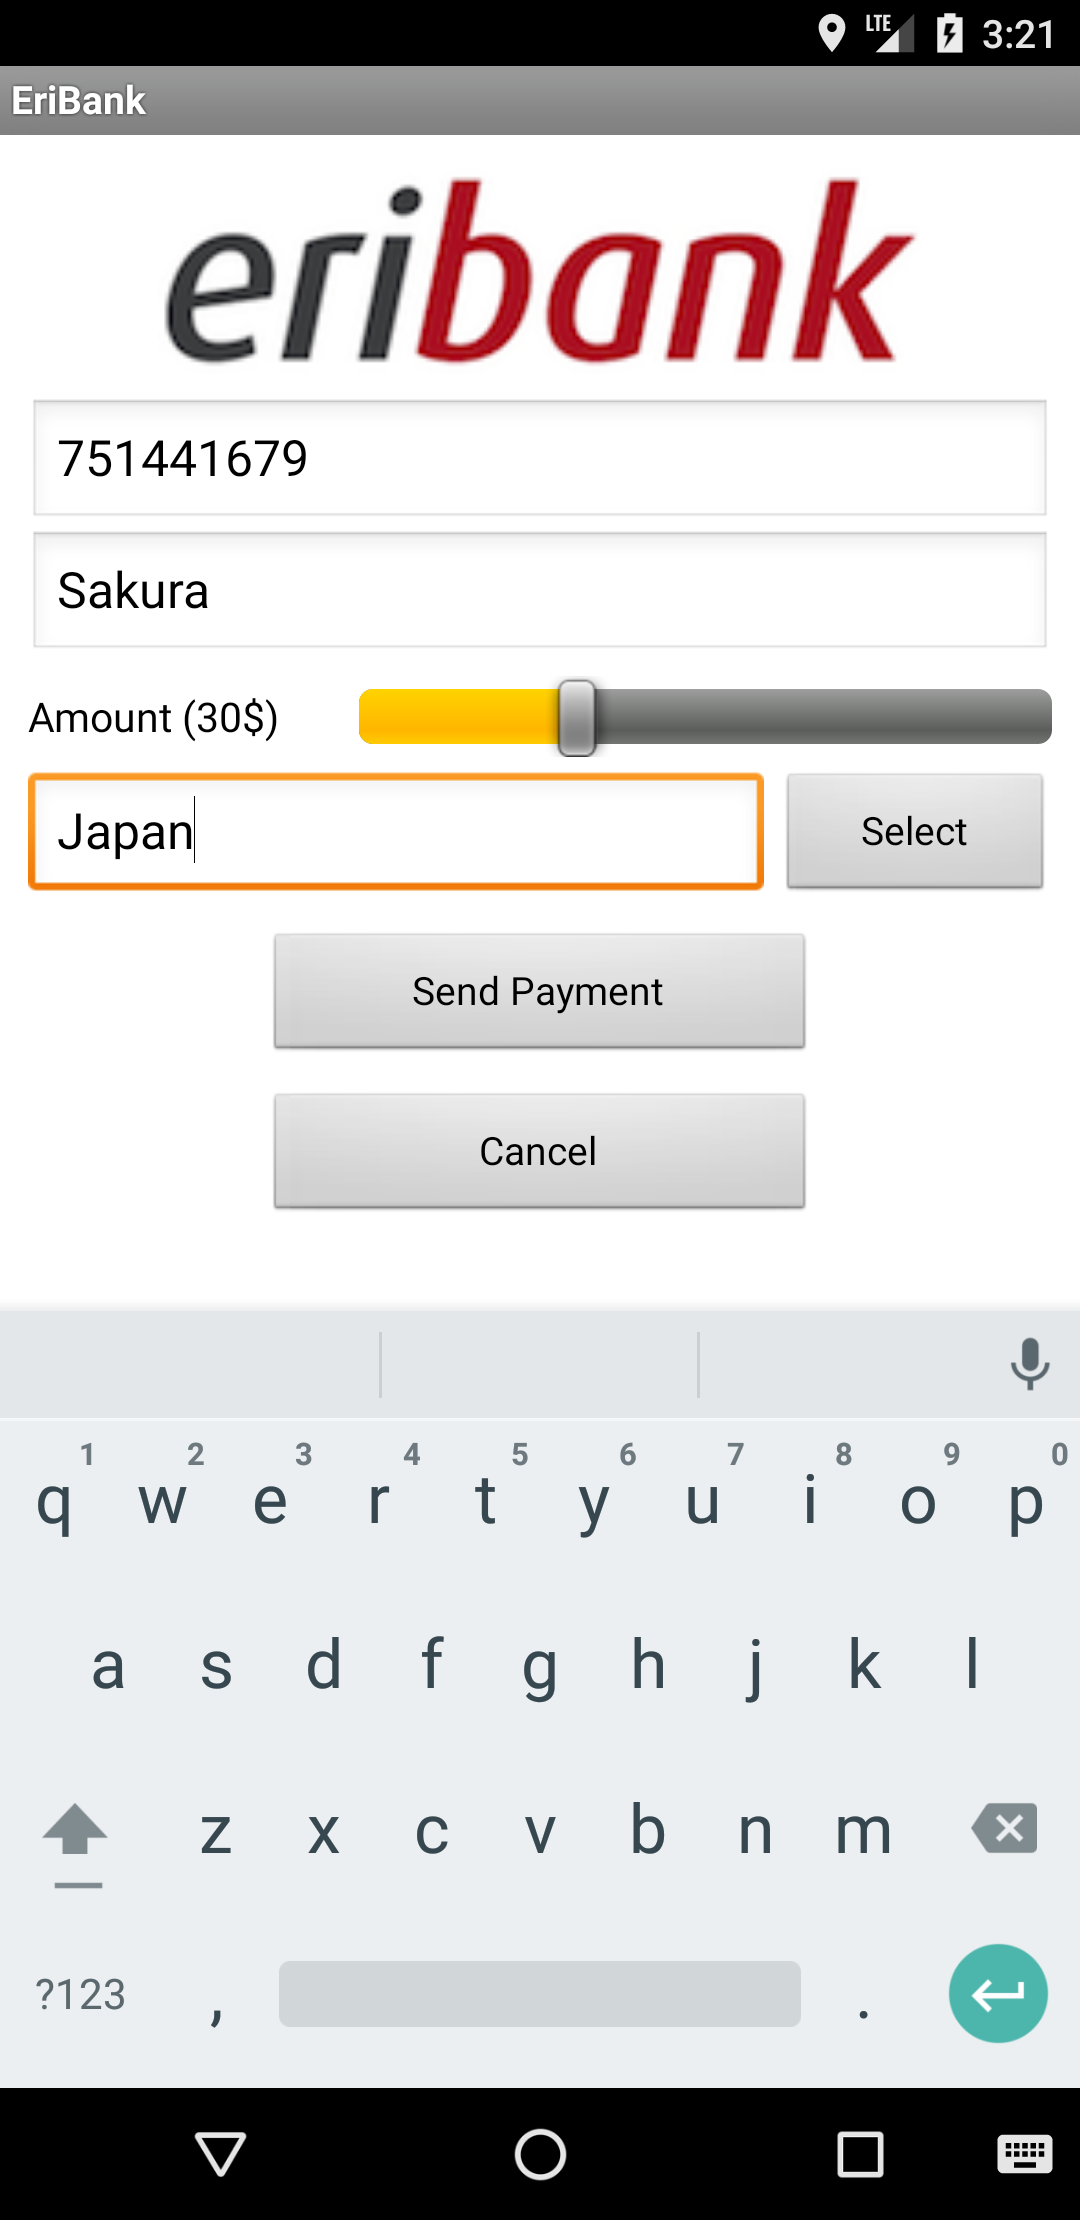 LTE 3:21
EriBank
eribank
751441679
Sakura
Amount (30$)
Japan
Select
Send Payment
Cancel
1 2 3 4 5 6 7 8 9 0
q w e r t y u i o p
a s d f g h j k l
z x c v b n m
?123 , .